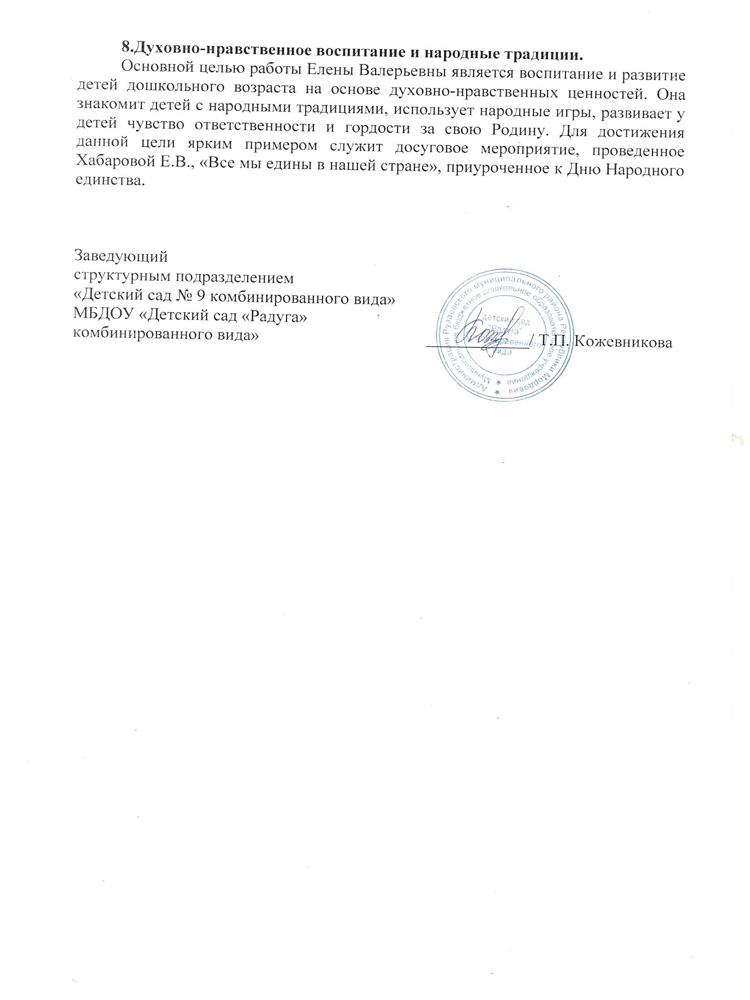 8.Духовно-нравственное воспитание и народные традиции.
Основной целью работы Елены Валерьевны является воспитание и развитие
детей дошкольного возраста на основе духовно-нравственных ценностей. Она
знакомит детей с народными традициями, использует народные игры, развивает у
детей чувство ответственности и гордости за свою Родину. Для достижения
данной цели ярким примером служит досуговое мероприятие, проведенное
Хабаровой Е.В., «Все мы едины в нашей стране», приуроченное к Дню Народного
единства.
Заведующий
структурным подразделением
«Детский сад № 9 комбинированного вида»
МБДОУ «Детский сад «Радуга»
комбинированного вида»
/ Т.П. Кожевникова
Администрация Рузаевского муниципального района Республики Мордовия
Муниципальное бюджетное дошкольное образовательное учреждение
детский сад
"Радуга"
комбинированного
вида